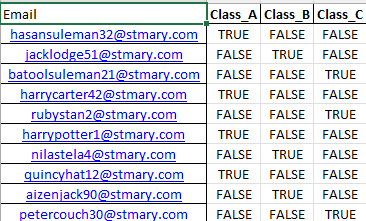 Email Class_A Class_B Class_C
hasansuleman32@stmary.com TRUE FALSE FALSE
jacklodge51@stmary.com FALSE TRUE FALSE
batoolsuleman21@stmary.com FALSE FALSE TRUE
harrycarter42@stmary.com TRUE FALSE FALSE
rubystan2@stmary.com FALSE FALSE TRUE
harrypotter1@stmary.com TRUE FALSE FALSE
nilastela4@stmary.com FALSE TRUE FALSE
quincyhat12@stmary.com TRUE FALSE FALSE
aizenjack90@stmary.com FALSE TRUE FALSE
petercouch30@stmary.com FALSE FALSE TRUE